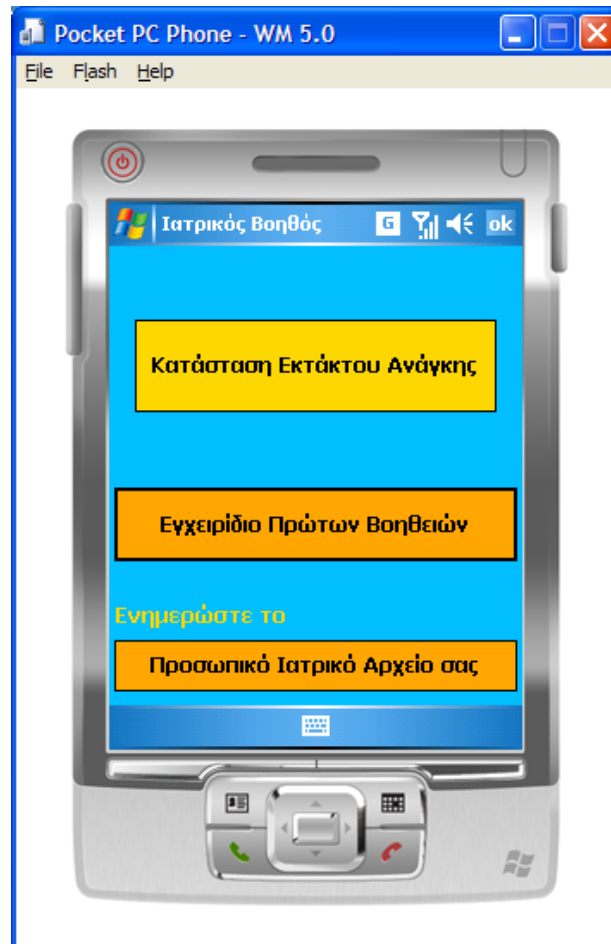 Pocket PC Phone - WM 5.0
File Flash Help
Ιατρικός Βοηθός G ok
Κατάσταση Εκτάκτου Ανάγκης
Εγχειρίδιο Πρώτων Βοηθειών
Ενημερώστε το
Προσωπικό Ιατρικό Αρχείο σας